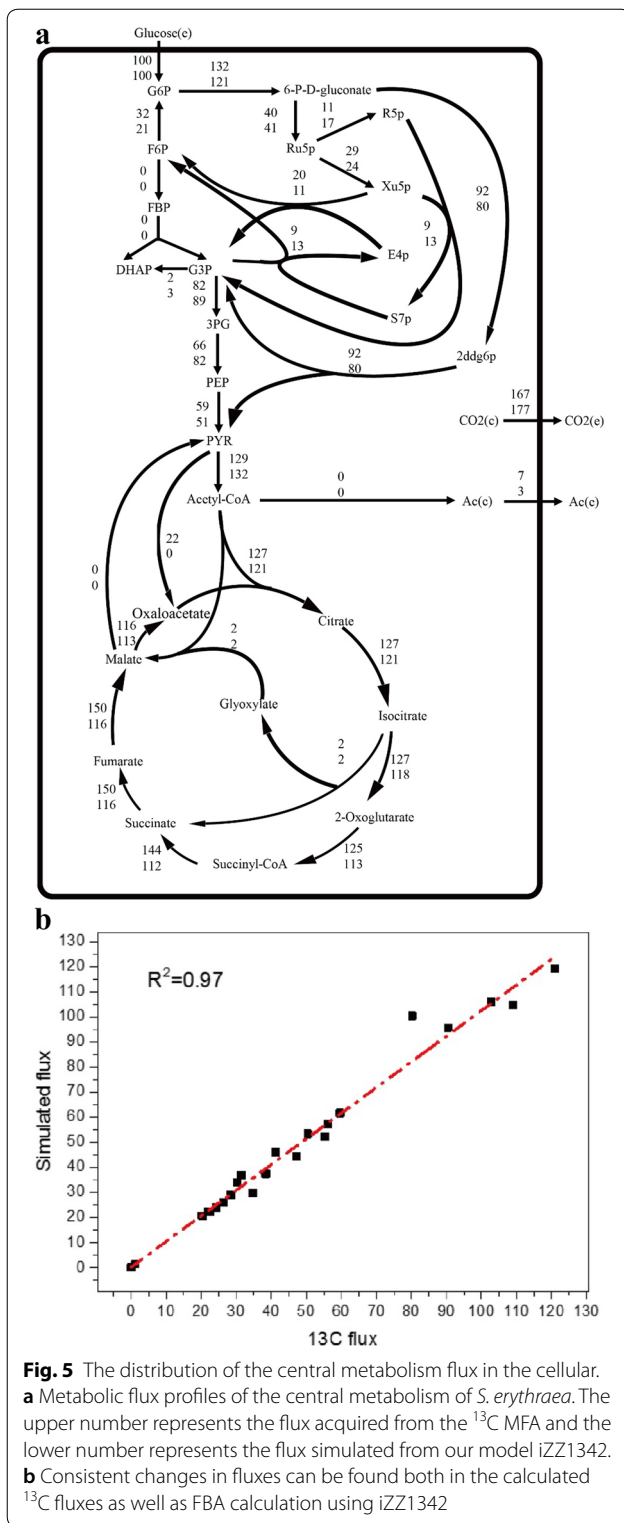 a
Glucose(e)
100
100
132
121
G6P
6-P-D-gluconate
40
41
11
17
R5p
32
21
Ru5p
F6P
29
24
Xu5p
92
80
0
0
20
11
FBP
0
0
9
13
9
13
E4p
DHAP
G3P
2
3
82
89
S7p
3PG
2ddg6p
66
82
92
80
PEP
167
177
59
51
CO2(c)
CO2(e)
PYR
129
132
0
0
7
3
Acetyl-CoA
Ac(c)
Ac(e)
22
0
127
121
0
0
Oxaloacetate
Citrate
116
113
2
2
127
121
Malate
Glyoxylate
Isocitrate
150
116
2
2
127
118
Fumarate
150
116
2-Oxoglutarate
Succinate
144
112
125
113
Succinyl-CoA
b
130
120
110
100
90
80
70
60
50
40
30
20
10
0
R²=0.97
Simulated flux
0 10 20 30 40 50 60 70 80 90 100 110 120 130
13C flux
Fig. 5 The distribution of the central metabolism flux in the cellular.
a Metabolic flux profiles of the central metabolism of S. erythraea. The
upper number represents the flux acquired from the ¹³C MFA and the
lower number represents the flux simulated from our model iZZ1342.
b Consistent changes in fluxes can be found both in the calculated
¹³C fluxes as well as FBA calculation using iZZ1342